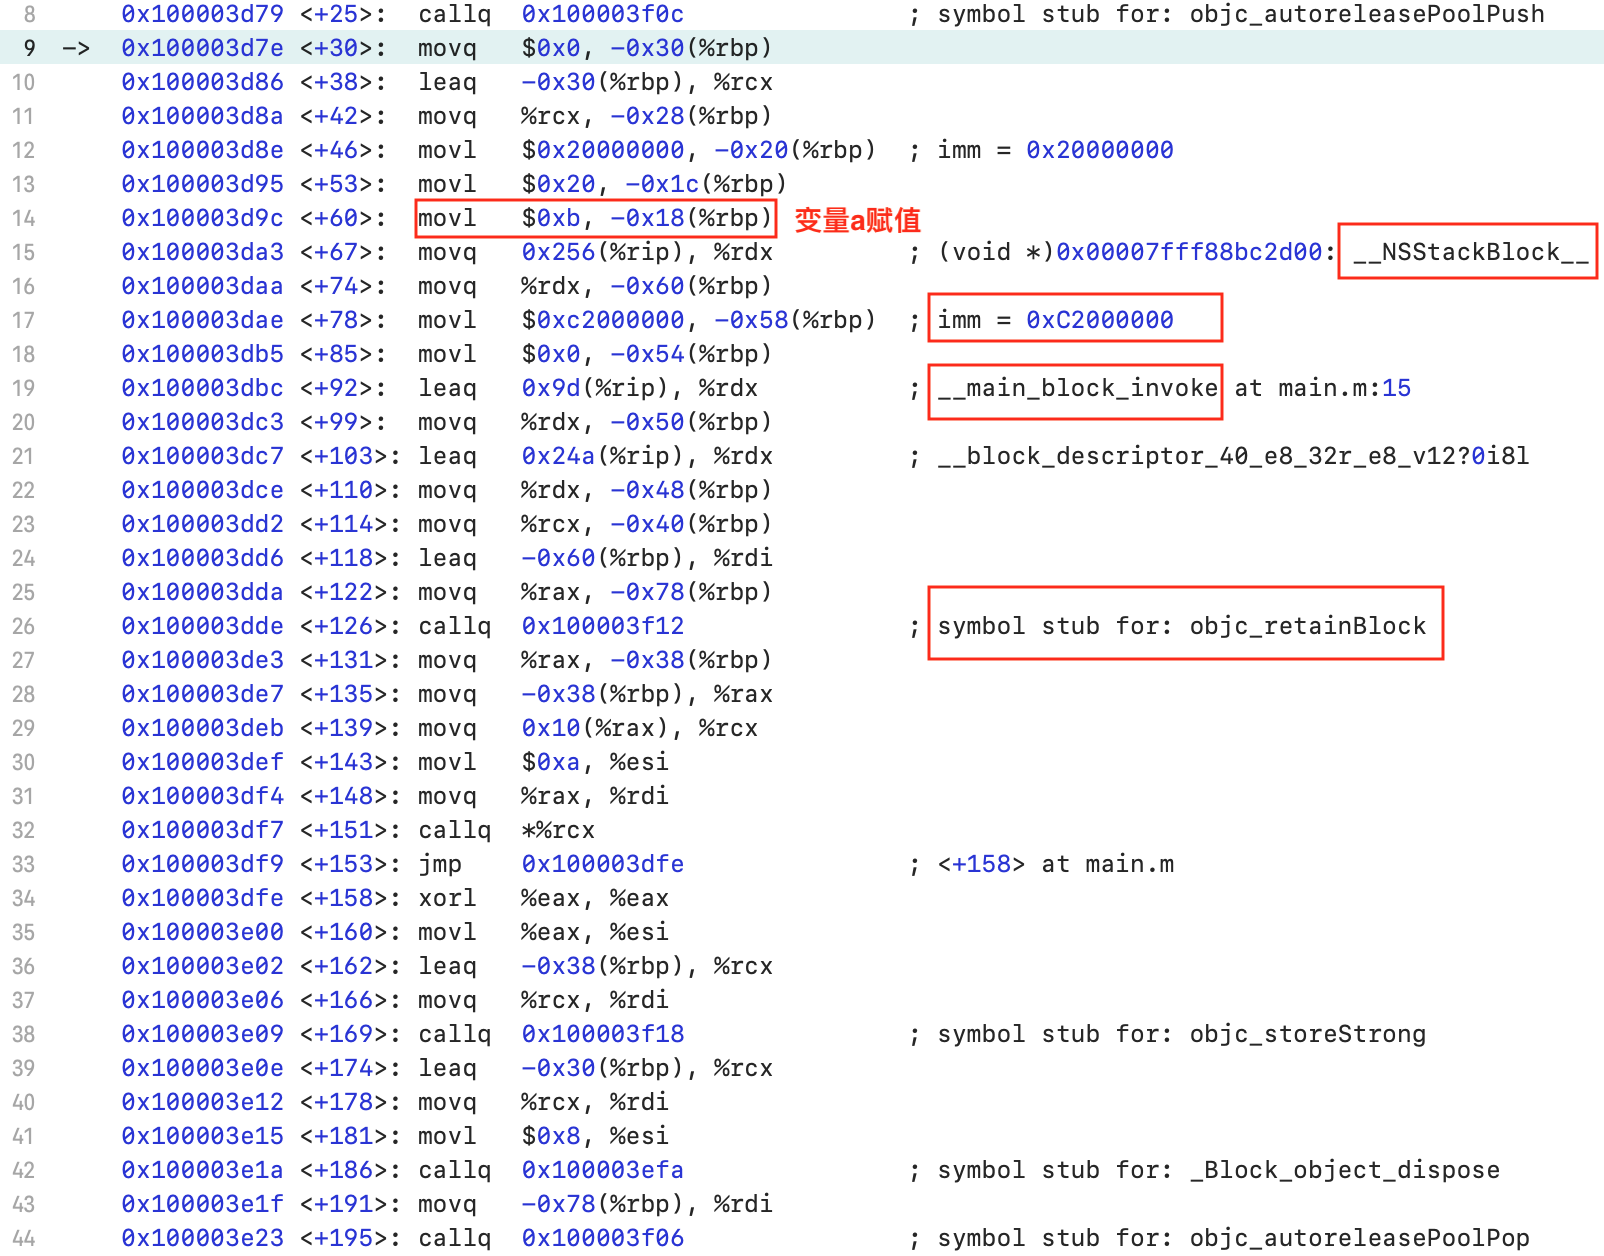 8 0x100003d79 <+25>: callq 0x100003f0c ; symbol stub for: objc_autoreleasePoolPush
9 -> 0x100003d7e <+30>: movq $0x0, -0x30(%rbp)
10 0x100003d86 <+38>: leaq -0x30(%rbp), %rcx
11 0x100003d8a <+42>: movq %rcx, -0x28(%rbp)
12 0x100003d8e <+46>: movl $0x20000000, -0x20(%rbp) ; imm = 0x20000000
13 0x100003d95 <+53>: movl $0x20, -0x1c(%rbp)
14 0x100003d9c <+60>: movl $0xb, -0x18(%rbp) 变量a赋值
15 0x100003da3 <+67>: movq 0x256(%rip), %rdx ; (void *)0x00007fff88bc2d00: __NSStackBlock__
16 0x100003daa <+74>: movq %rdx, -0x60(%rbp)
17 0x100003dae <+78>: movl $0xc2000000, -0x58(%rbp) ; imm = 0xC2000000
18 0x100003db5 <+85>: movl $0x0, -0x54(%rbp)
19 0x100003dbc <+92>: leaq 0x9d(%rip), %rdx ; __main_block_invoke at main.m:15
20 0x100003dc3 <+99>: movq %rdx, -0x50(%rbp)
21 0x100003dc7 <+103>: leaq 0x24a(%rip), %rdx ; __block_descriptor_40_e8_32r_e8_v12?0i8l
22 0x100003dce <+110>: movq %rdx, -0x48(%rbp)
23 0x100003dd2 <+114>: movq %rcx, -0x40(%rbp)
24 0x100003dd6 <+118>: leaq -0x60(%rbp), %rdi
25 0x100003dda <+122>: movq %rax, -0x78(%rbp)
26 0x100003dde <+126>: callq 0x100003f12 ; symbol stub for: objc_retainBlock
27 0x100003de3 <+131>: movq %rax, -0x38(%rbp)
28 0x100003de7 <+135>: movq -0x38(%rbp), %rax
29 0x100003deb <+139>: movq 0x10(%rax), %rcx
30 0x100003def <+143>: movl $0xa, %esi
31 0x100003df4 <+148>: movq %rax, %rdi
32 0x100003df7 <+151>: callq *%rcx
33 0x100003df9 <+153>: jmp 0x100003dfe ; <+158> at main.m
34 0x100003dfe <+158>: xorl %eax, %eax
35 0x100003e00 <+160>: movl %eax, %esi
36 0x100003e02 <+162>: leaq -0x38(%rbp), %rcx
37 0x100003e06 <+166>: movq %rcx, %rdi
38 0x100003e09 <+169>: callq 0x100003f18 ; symbol stub for: objc_storeStrong
39 0x100003e0e <+174>: leaq -0x30(%rbp), %rcx
40 0x100003e12 <+178>: movq %rcx, %rdi
41 0x100003e15 <+181>: movl $0x8, %esi
42 0x100003e1a <+186>: callq 0x100003efa ; symbol stub for: _Block_object_dispose
43 0x100003e1f <+191>: movq -0x78(%rbp), %rdi
44 0x100003e23 <+195>: callq 0x100003f06 ; symbol stub for: objc_autoreleasePoolPop